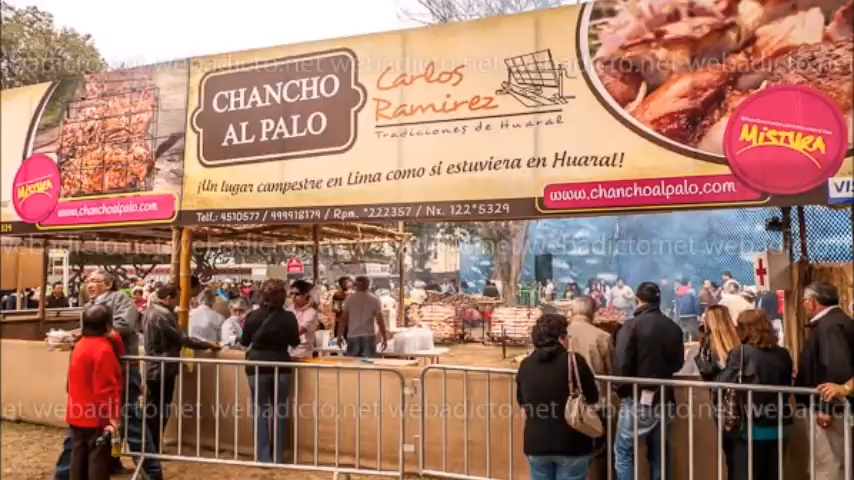 CHANCHO
AL PALO
Carlos
Ramirez
Tradiciones de Huaral
¡Un lugar campestre en Lima como si estuviera en Huaral!
Telf.: 4510577 / 999918179 / Rpm. *222357 / Nx. 122*5329
www.chanchoalpalo.com
MISTURA
VIS
MISTURA
www.chanchoalpalo.com
329
webadicto.net webadicto.net webadicto.net webadicto.net
webadicto.net webadicto.net webadicto.net webadicto.net
webadicto.net webadicto.net webadicto.net webadicto.net